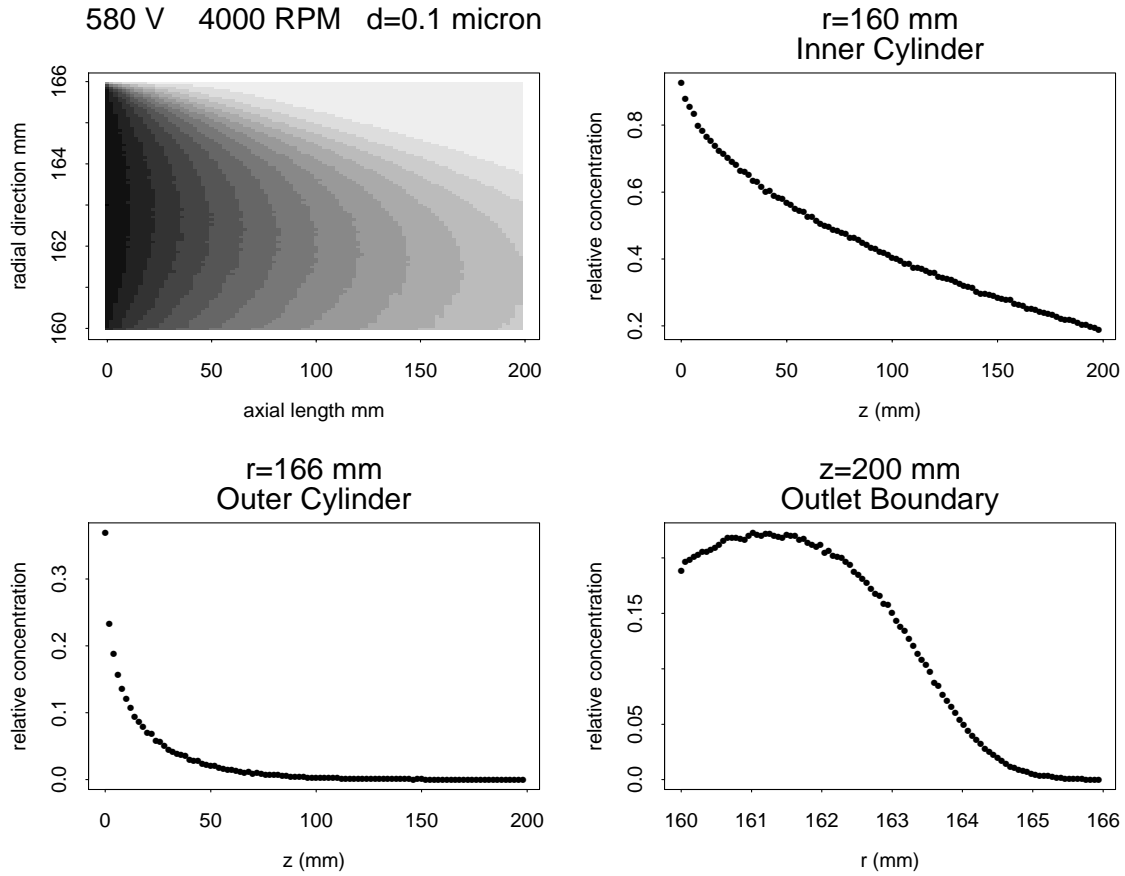 580 V 4000 RPM d=0.1 micron
radial direction mm
166
164
162
160
0 50 100 150 200
axial length mm
r=160 mm
Inner Cylinder
relative concentration
0.8
0.6
0.4
0.2
0 50 100 150 200
z (mm)
r=166 mm
Outer Cylinder
relative concentration
0.3
0.2
0.1
0.0
0 50 100 150 200
z (mm)
z=200 mm
Outlet Boundary
relative concentration
0.15
0.05
0.0
160 161 162 163 164 165 166
r (mm)